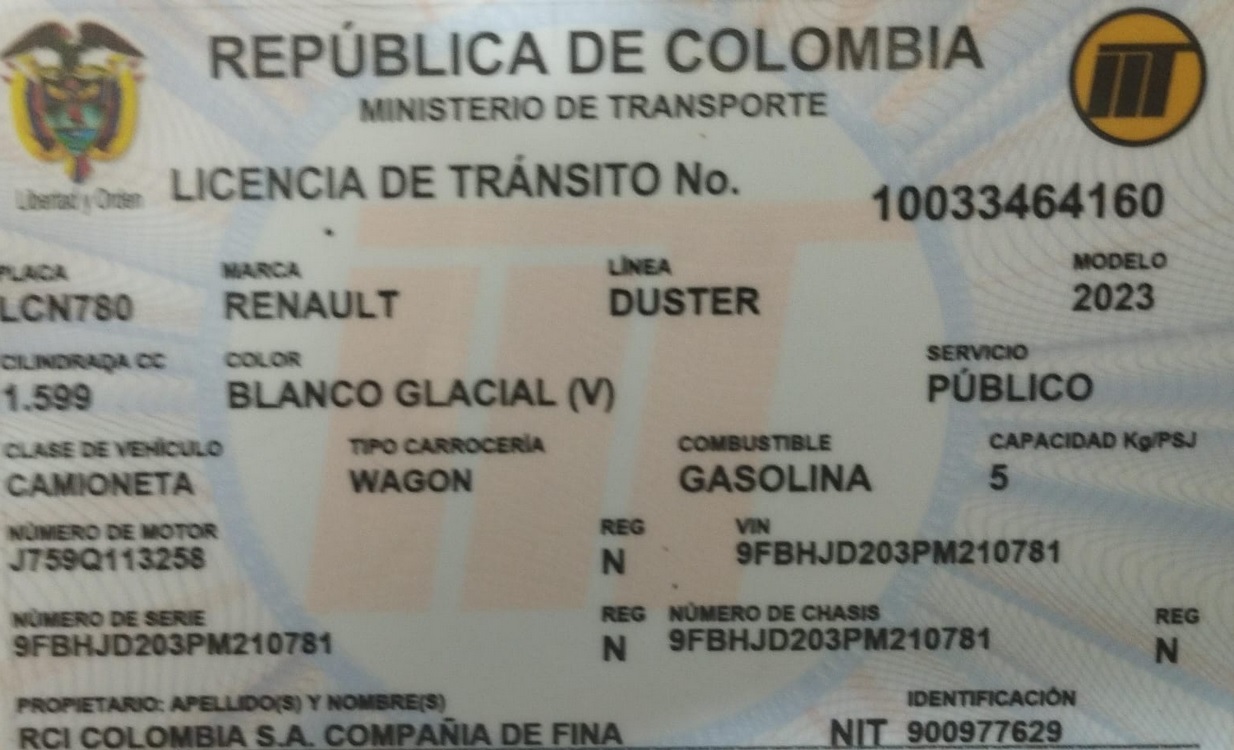 REPÚBLICA DE COLOMBIA
MINISTERIO DE TRANSPORTE
Libertad y Orden
LICENCIA DE TRÁNSITO No. 10033464160
PLACA MARCA LÍNEA MODELO
LCN780 RENAULT DUSTER 2023
CILINDRADA CC COLOR SERVICIO
1.599 BLANCO GLACIAL (V) PÚBLICO
CLASE DE VEHÍCULO TIPO CARROCERÍA COMBUSTIBLE CAPACIDAD Kg/PSJ
CAMIONETA WAGON GASOLINA 5
NÚMERO DE MOTOR REG VIN
J759Q113258 N 9FBHJD203PM210781
NÚMERO DE SERIE REG NÚMERO DE CHASIS REG
9FBHJD203PM210781 N 9FBHJD203PM210781 N
PROPIETARIO: APELLIDO(S) Y NOMBRE(S) IDENTIFICACIÓN
RCI COLOMBIA S.A. COMPAÑIA DE FINA NIT 900977629